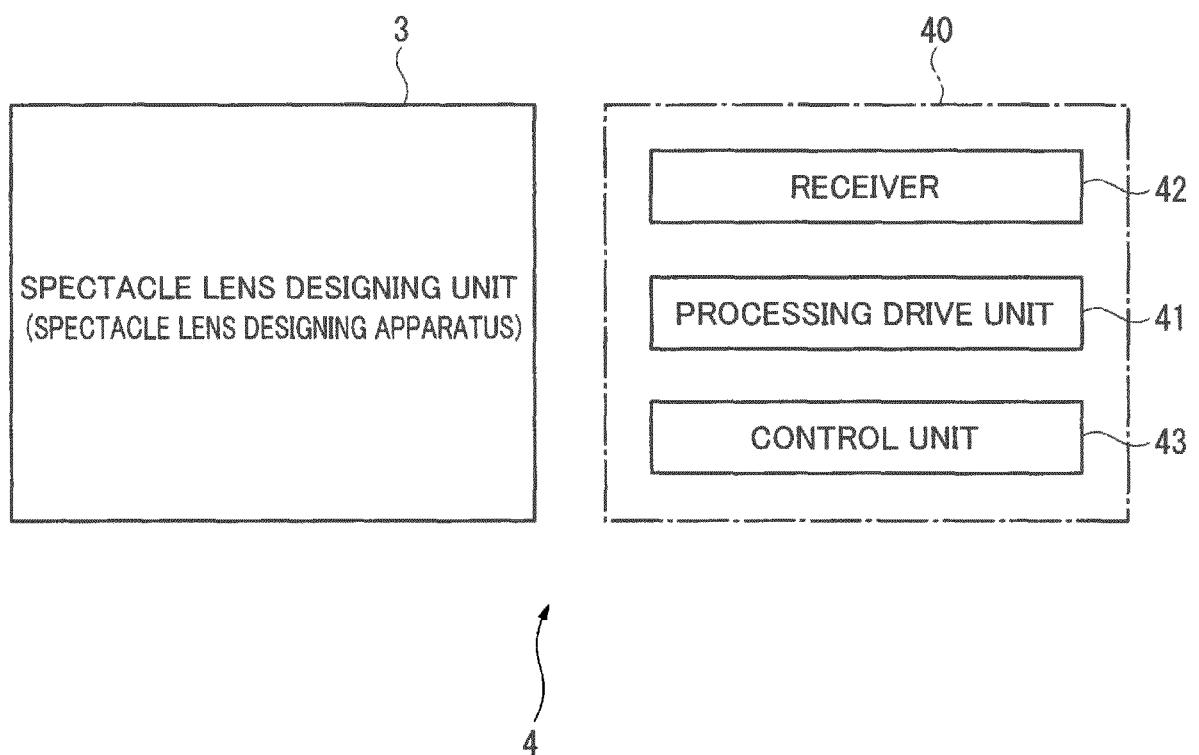 3
40
RECEIVER
42
SPECTACLE LENS DESIGNING UNIT
(SPECTACLE LENS DESIGNING APPARATUS)
PROCESSING DRIVE UNIT
41
CONTROL UNIT
43
4